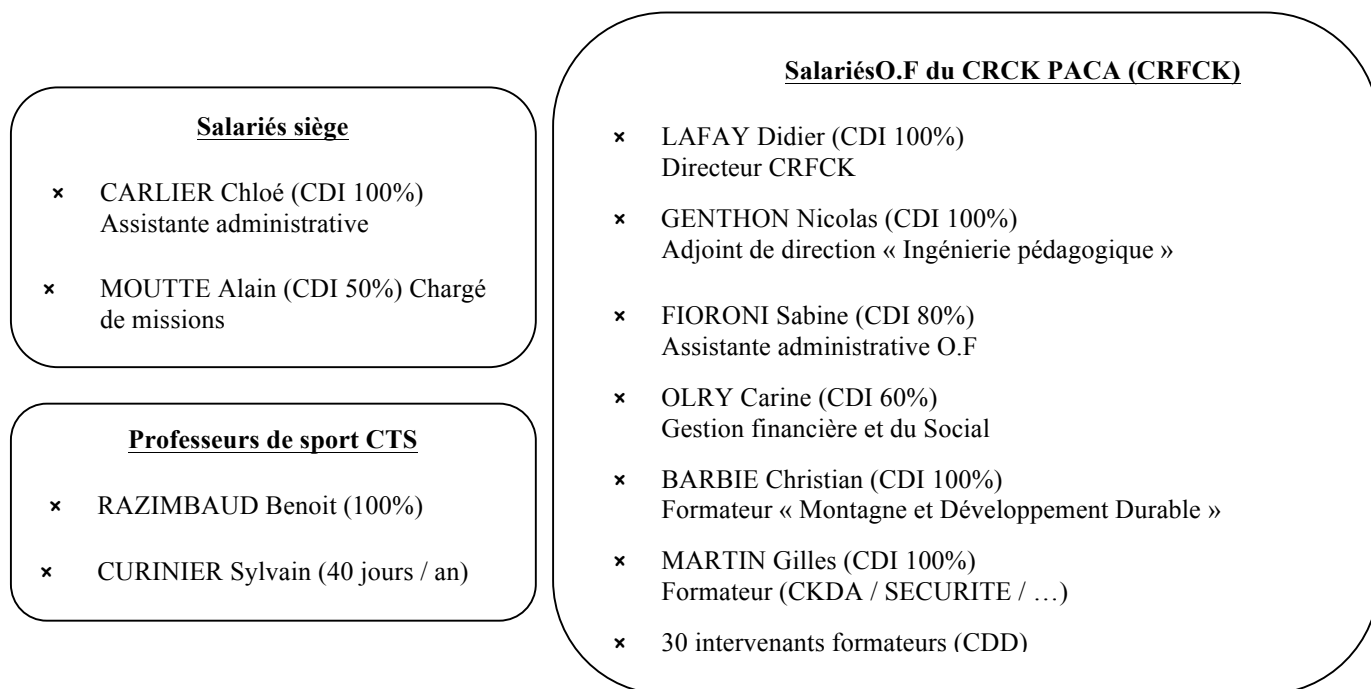 Salariés siège
× CARLIER Chloé (CDI 100%)
Assistante administrative
× MOUTTE Alain (CDI 50%) Chargé
de missions
Professeurs de sport CTS
× RAZIMBAUD Benoit (100%)
× CURINIER Sylvain (40 jours / an)
SalariésO.F du CRCK PACA (CRFCK)
× LAFAY Didier (CDI 100%)
Directeur CRFCK
× GENTHON Nicolas (CDI 100%)
Adjoint de direction « Ingénierie pédagogique »
× FIORONI Sabine (CDI 80%)
Assistante administrative O.F
× OLRY Carine (CDI 60%)
Gestion financière et du Social
× BARBIE Christian (CDI 100%)
Formateur « Montagne et Développement Durable »
× MARTIN Gilles (CDI 100%)
Formateur (CKDA / SECURITE / …)
× 30 intervenants formateurs (CDD)